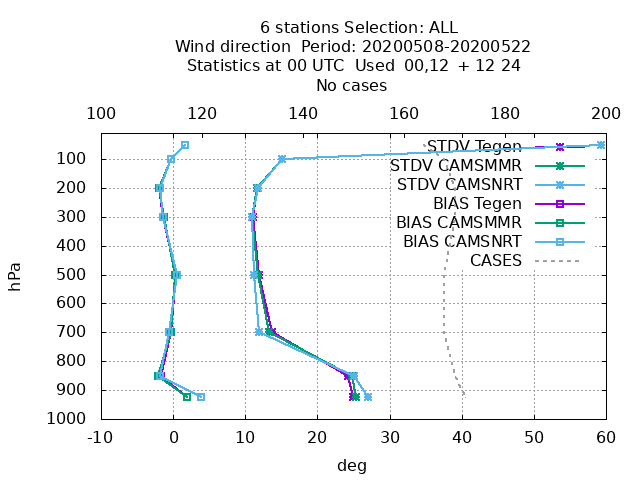 6 stations Selection: ALL
Wind direction  Period: 20200508-20200522
Statistics at 00 UTC  Used  00,12  + 12 24
No cases
100 120 140 160 180 200
STDV Tegen
STDV CAMSMMR
STDV CAMSNRT
BIAS Tegen
BIAS CAMSMMR
BIAS CAMSNRT
CASES
100
200
300
400
500
600
700
800
900
1000
hPa
-10 0 10 20 30 40 50 60
deg